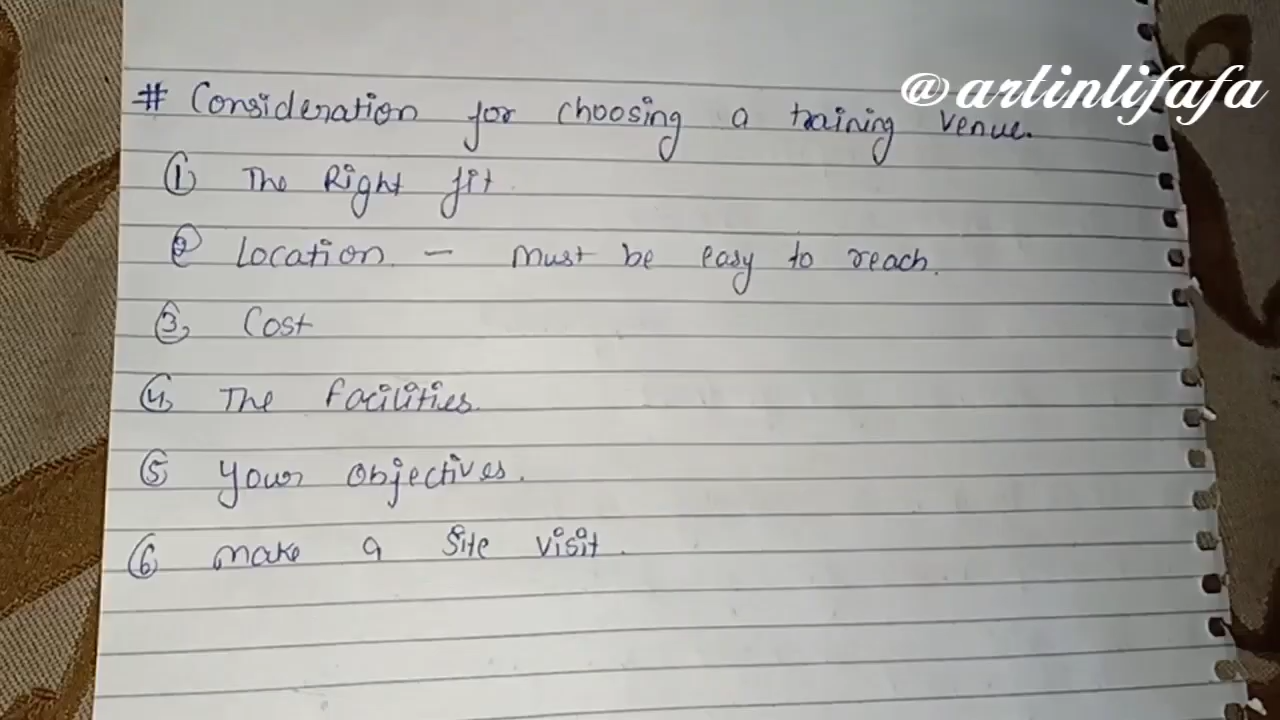 @artinlifafa
# Consideration for choosing a training venue.
① The Right fit
② Location - Must be easy to reach.
③ Cost
④ The facilities.
⑤ Your objectives.
⑥ make a site visit.